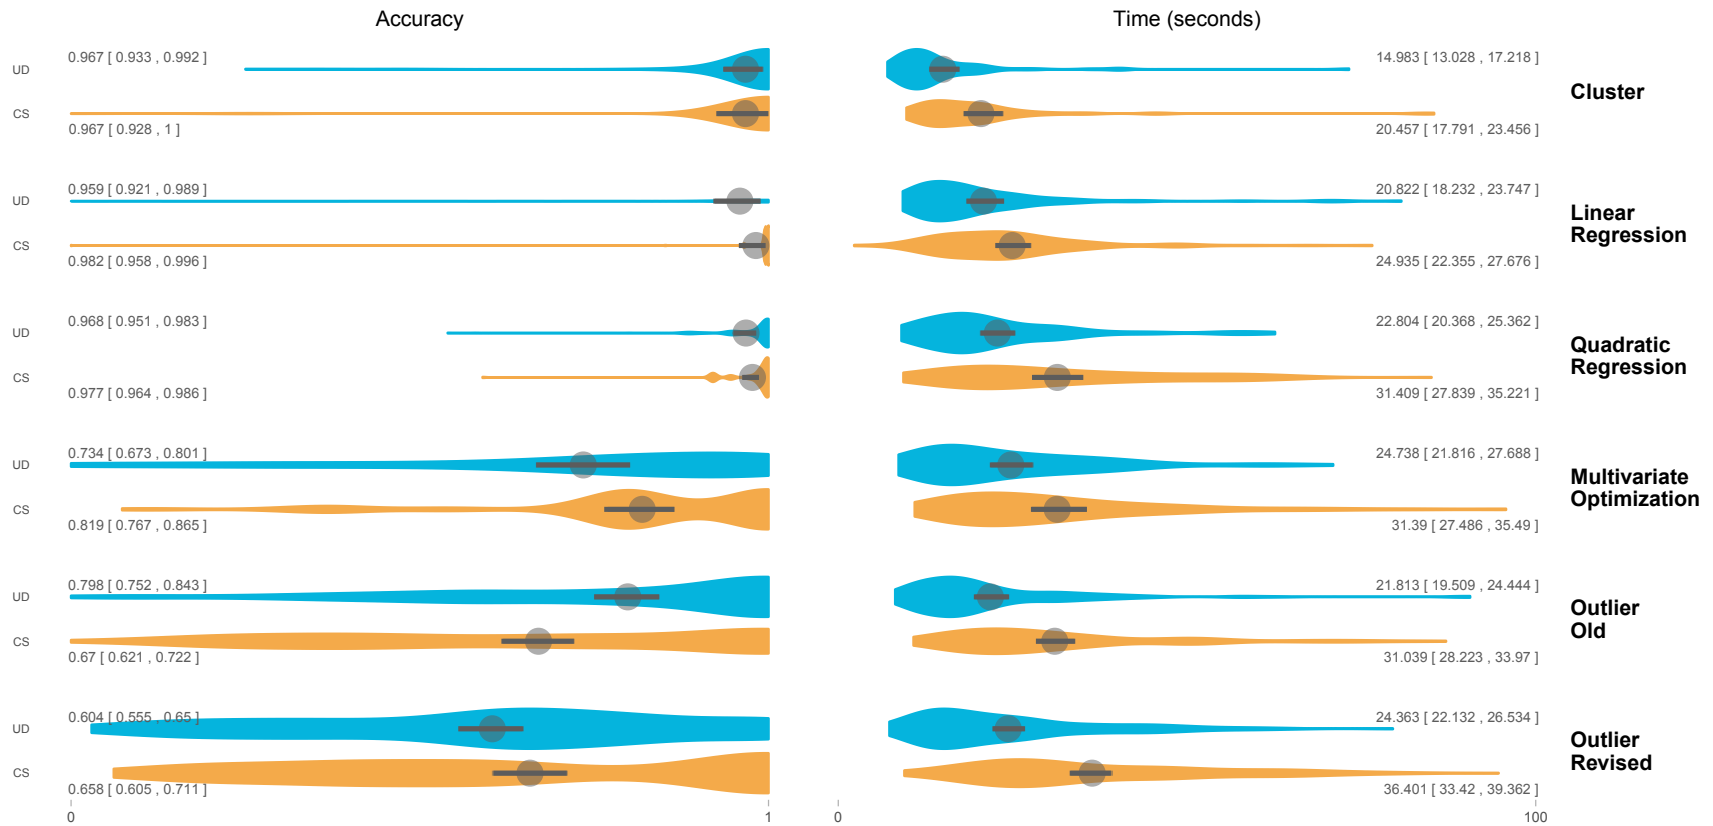 Accuracy
Time (seconds)
UD
0.967 [ 0.933 , 0.992 ]
14.983 [ 13.028 , 17.218 ]
Cluster
CS
0.967 [ 0.928 , 1 ]
20.457 [ 17.791 , 23.456 ]
UD
0.959 [ 0.921 , 0.989 ]
20.822 [ 18.232 , 23.747 ]
Linear
Regression
CS
0.982 [ 0.958 , 0.996 ]
24.935 [ 22.355 , 27.676 ]
UD
0.968 [ 0.951 , 0.983 ]
22.804 [ 20.368 , 25.362 ]
Quadratic
Regression
CS
0.977 [ 0.964 , 0.986 ]
31.409 [ 27.839 , 35.221 ]
UD
0.734 [ 0.673 , 0.801 ]
24.738 [ 21.816 , 27.688 ]
Multivariate
Optimization
CS
0.819 [ 0.767 , 0.865 ]
31.39 [ 27.486 , 35.49 ]
UD
0.798 [ 0.752 , 0.843 ]
21.813 [ 19.509 , 24.444 ]
Outlier
Old
CS
0.67 [ 0.621 , 0.722 ]
31.039 [ 28.223 , 33.97 ]
UD
0.604 [ 0.555 , 0.65 ]
24.363 [ 22.132 , 26.534 ]
Outlier
Revised
CS
0.658 [ 0.605 , 0.711 ]
36.401 [ 33.42 , 39.362 ]
0
1
0
100